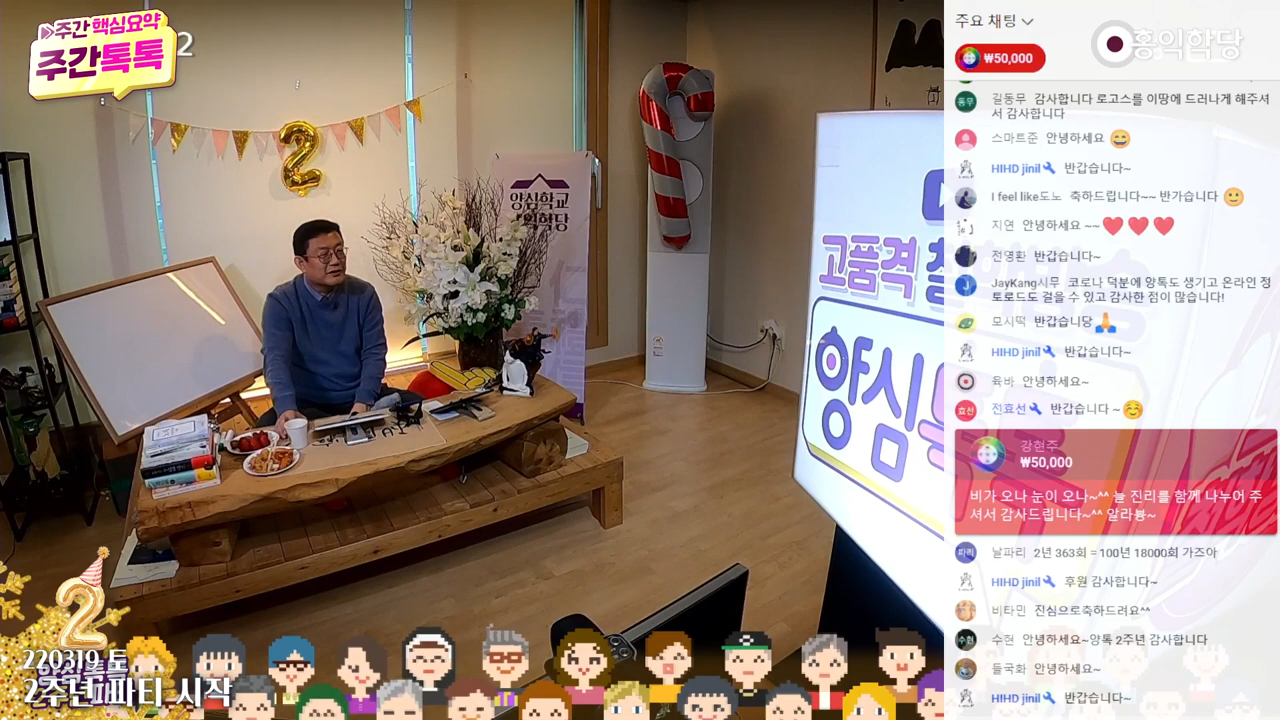 주간 핵심요약
주간톡톡
2
2
양심학교
홍익학당
고품격
양심
2
220319 토
2주년 파티 시작
주요 채팅
홍익학당
₩50,000
길동무 감사합니다 로고스를 이땅에 드러나게 해주셔서 감사합니다
스마트준 안녕하세요 😄
HIHD jinil 반갑습니다~
I feel like도노 축하드립니다~~ 반가습니다 🙂
지연 안녕하세요 ~~❤️❤️❤️
전영환 반갑습니다~
JayKang시무 코로나 덕분에 양톡도 생기고 온라인 정
토로드도 걸을 수 있고 감사한 점이 많습니다!
모시떡 반갑습니당🙏
HIHD jinil 반갑습니다~
육바 안녕하세요~
효선 전효선 반갑습니다 ~☺️
강현주
₩50,000
비가 오나 눈이 오나~^^ 늘 진리를 함께 나누어 주
셔서 감사드립니다~^^ 알라뵹~
파리 날파리 2년 363회 = 100년 18000회 가즈아
HIHD jinil 후원 감사합니다~
비타민 진심으로축하드려요^^
수현 수현 안녕하세요~양톡 2주년 감사합니다
들국화 안녕하세요~
HIHD jinil 반갑습니다~